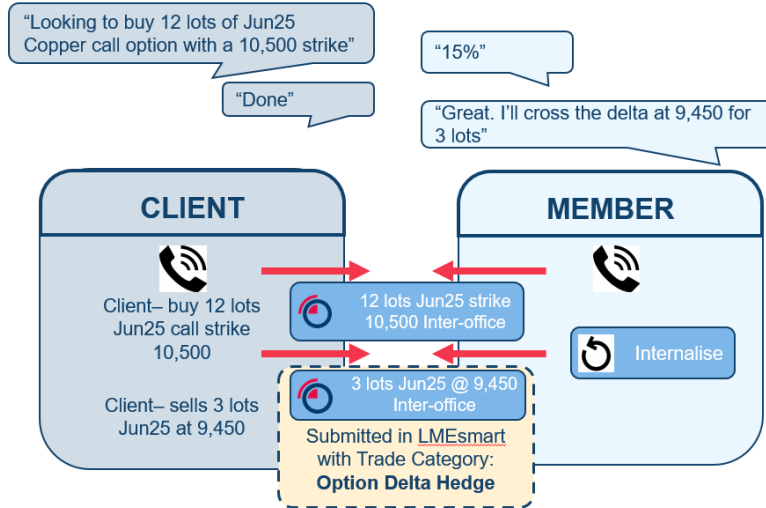 “Looking to buy 12 lots of Jun25
Copper call option with a 10,500 strike”
“15%”
“Done”
“Great. I’ll cross the delta at 9,450 for
3 lots”
CLIENT
MEMBER
Client– buy 12 lots
Jun25 call strike
10,500
12 lots Jun25 strike
10,500 Inter-office
Internalise
Client– sells 3 lots
Jun25 at 9,450
3 lots Jun25 @ 9,450
Inter-office
Submitted in LMEsmart
with Trade Category:
Option Delta Hedge